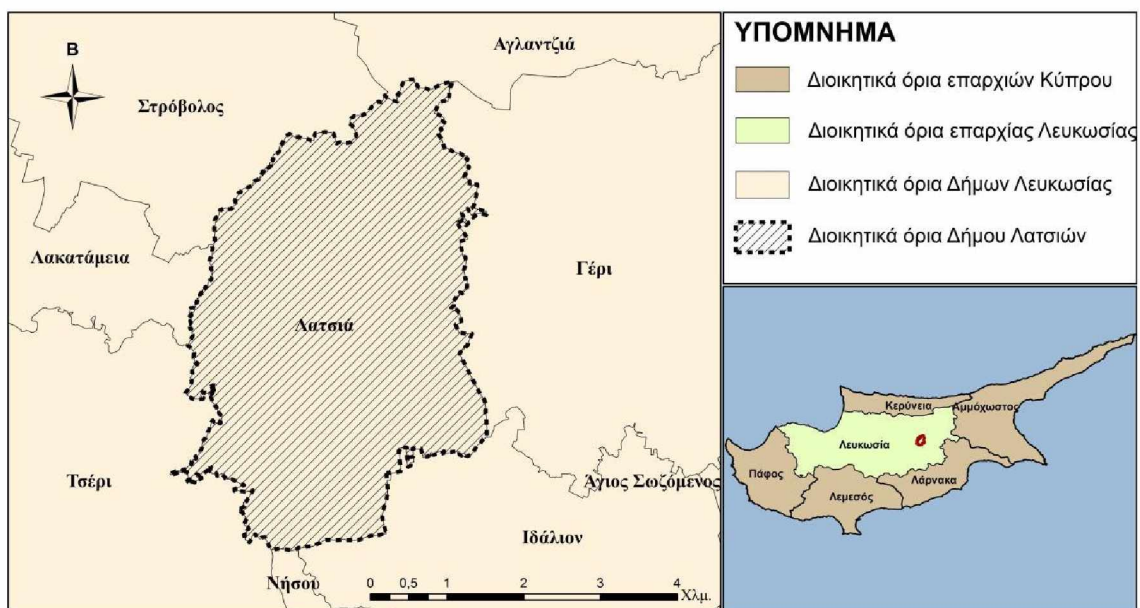 Β
Αγλαντζιά
Στρόβολος
Λακατάμεια
Γέρι
Λατσιά
Τσέρι
Άγιος Σωζόμενος
Ιδάλιον
Νήσου
0 0,5 1 2 3 4
Χλμ.
ΥΠΟΜΝΗΜΑ
Διοικητικά όρια επαρχιών Κύπρου
Διοικητικά όρια επαρχίας Λευκωσίας
Διοικητικά όρια Δήμων Λευκωσίας
Διοικητικά όρια Δήμου Λατσιών
Κερύνεια
Αμμόχωστος
Λευκωσία
Πάφος
Λάρνακα
Λεμεσός